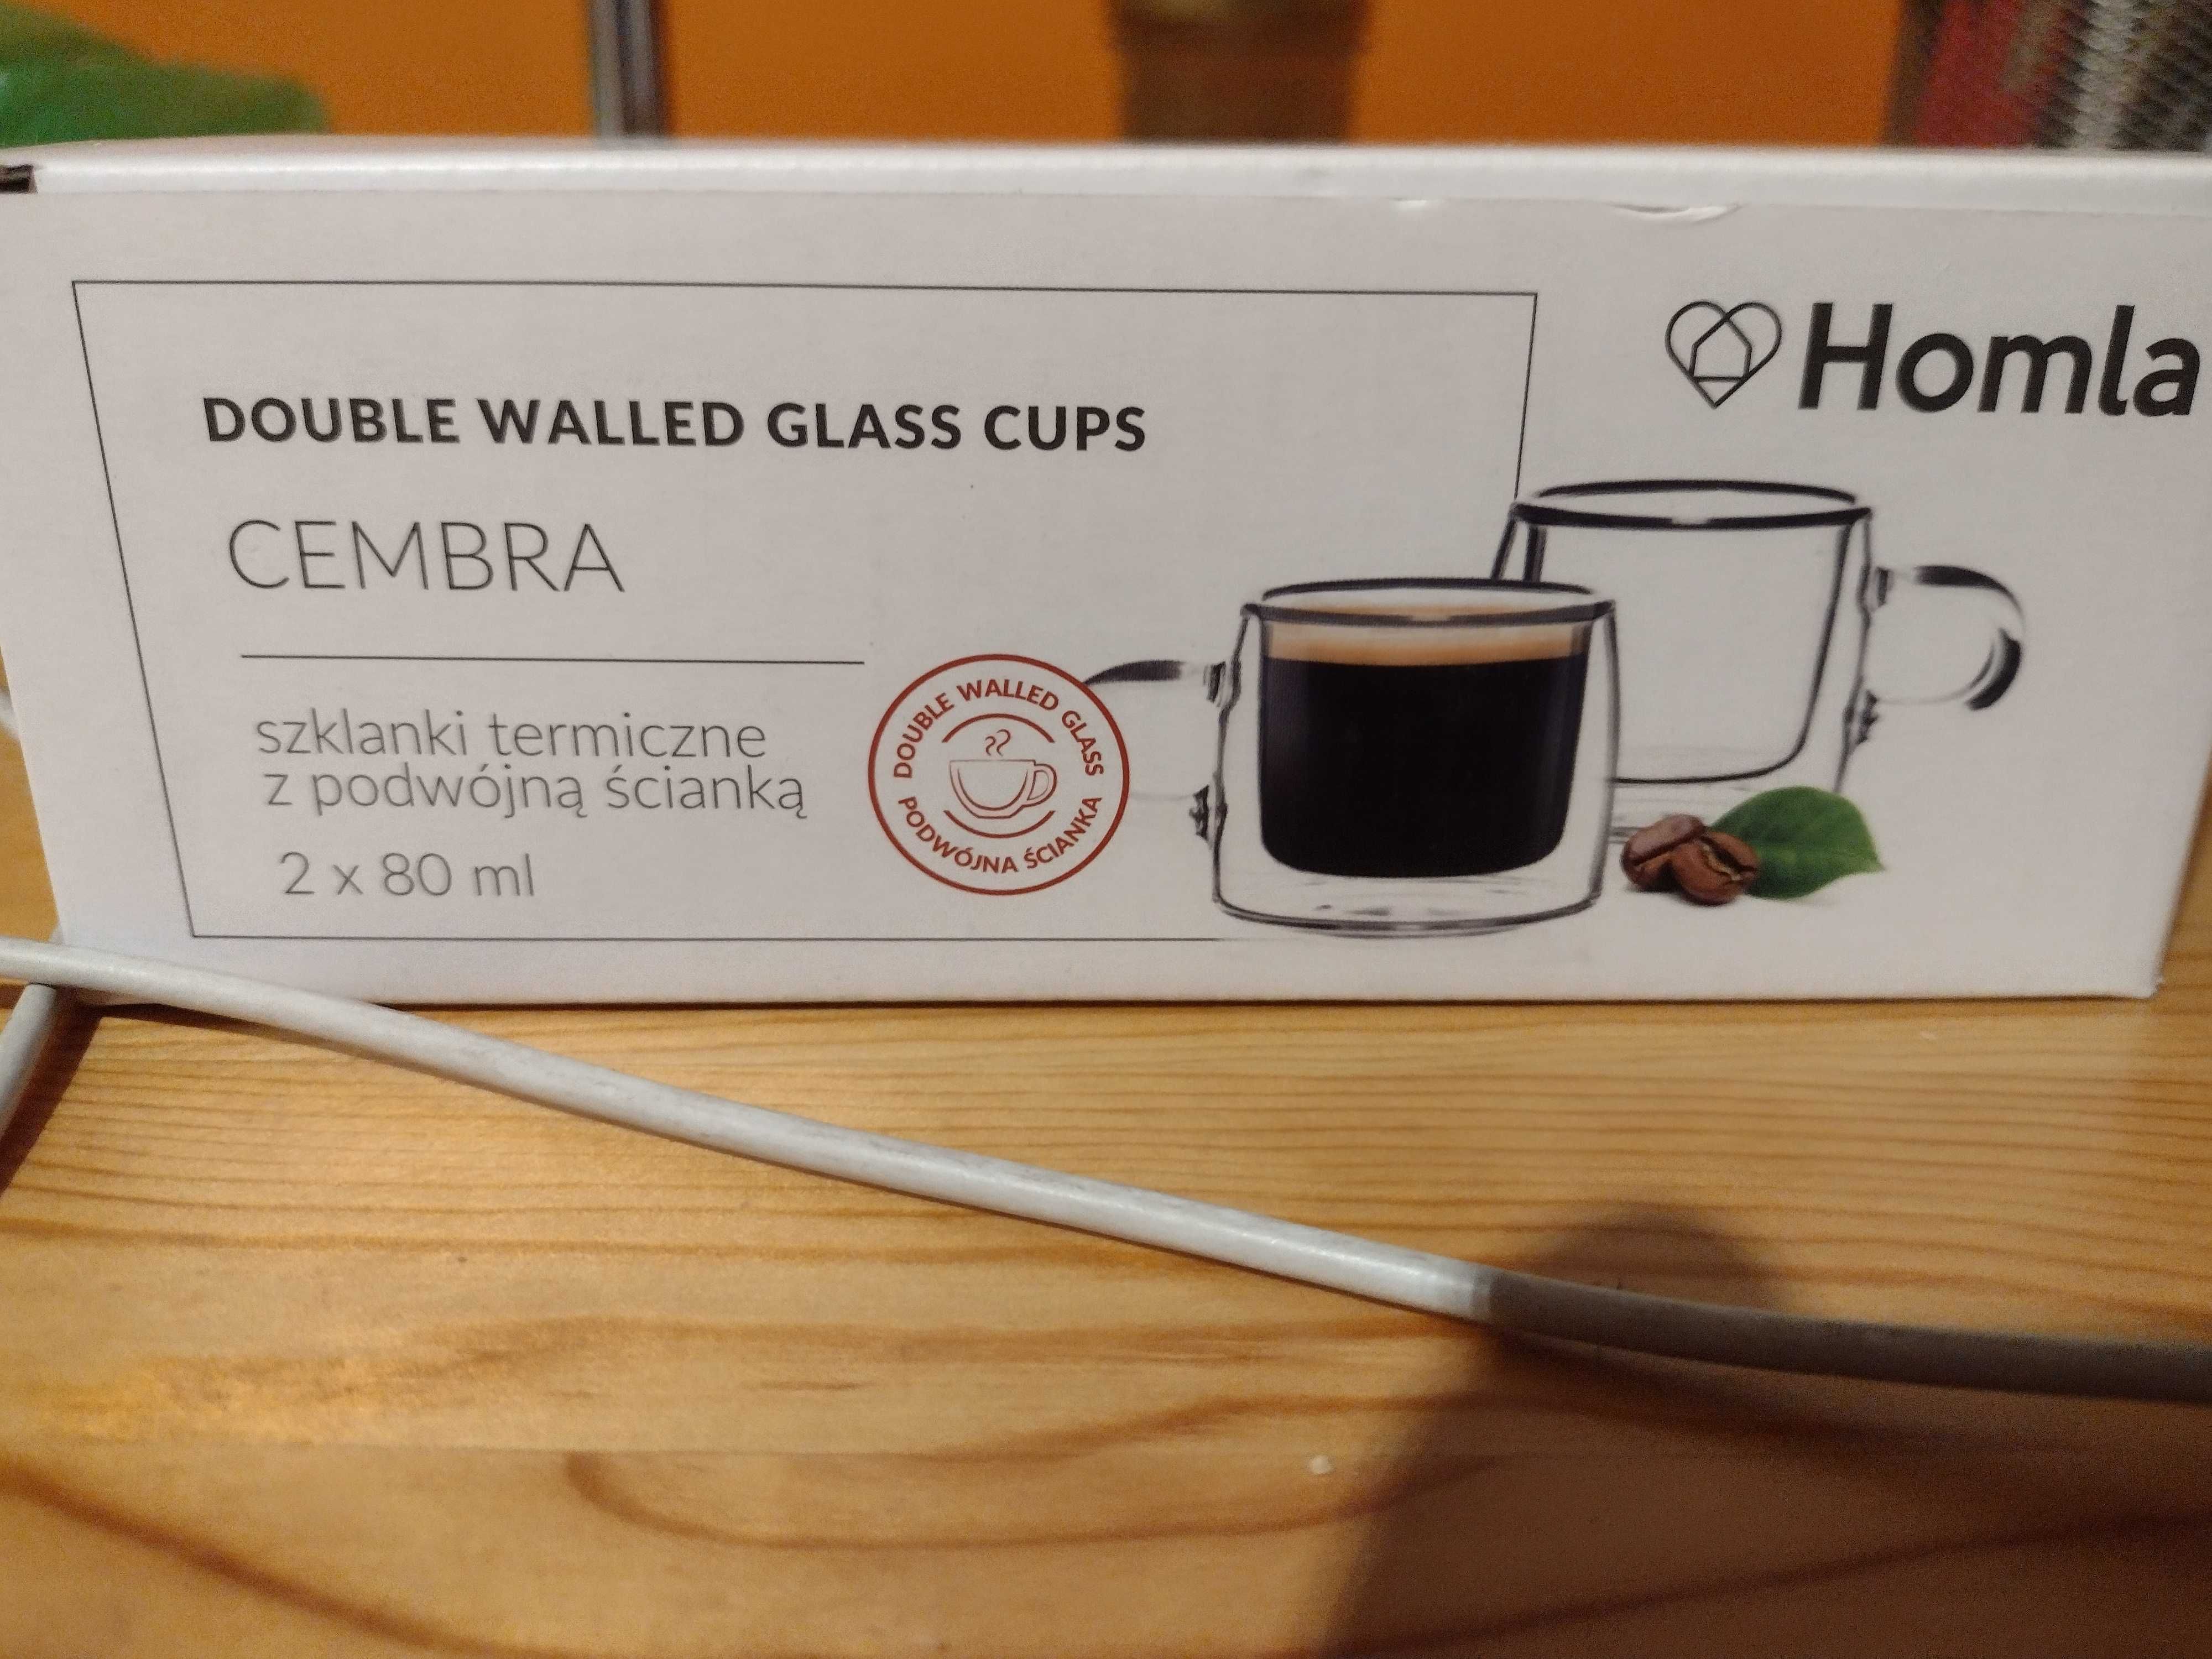 Homla
DOUBLE WALLED GLASS CUPS
CEMBRA
szklanki termiczne
z podwójną ścianką
2 x 80 ml
DOUBLE WALLED GLASS
PODWÓJNA ŚCIANKA